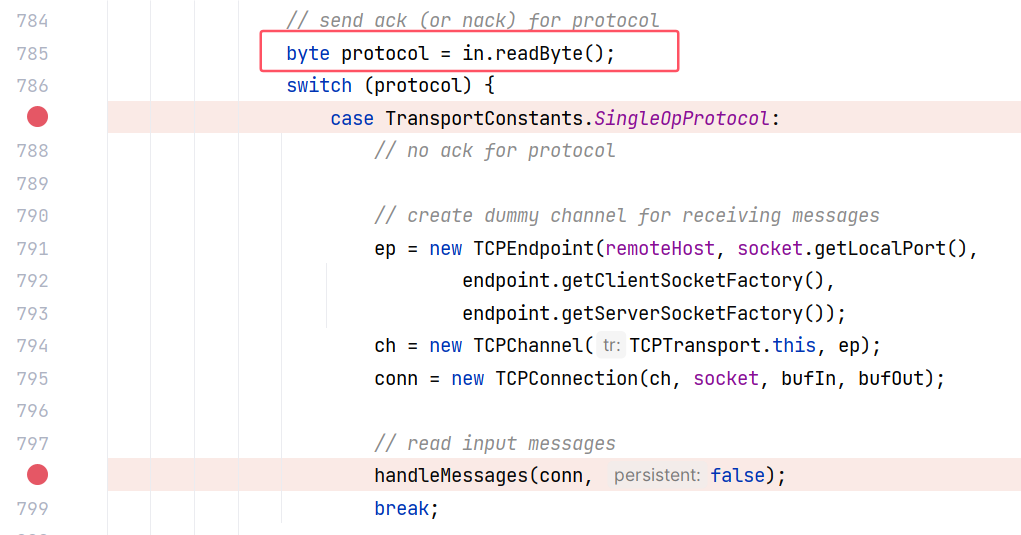 784 // send ack (or nack) for protocol
785 byte protocol = in.readByte();
786 switch (protocol) {
case TransportConstants.SingleOpProtocol:
788 // no ack for protocol
789
790 // create dummy channel for receiving messages
791 ep = new TCPEndpoint(remoteHost, socket.getLocalPort(),
792 endpoint.getClientSocketFactory(),
793 endpoint.getServerSocketFactory());
794 ch = new TCPChannel( tr: TCPTransport.this, ep);
795 conn = new TCPConnection(ch, socket, bufIn, bufOut);
796
797 // read input messages
handleMessages(conn, persistent: false);
799 break;